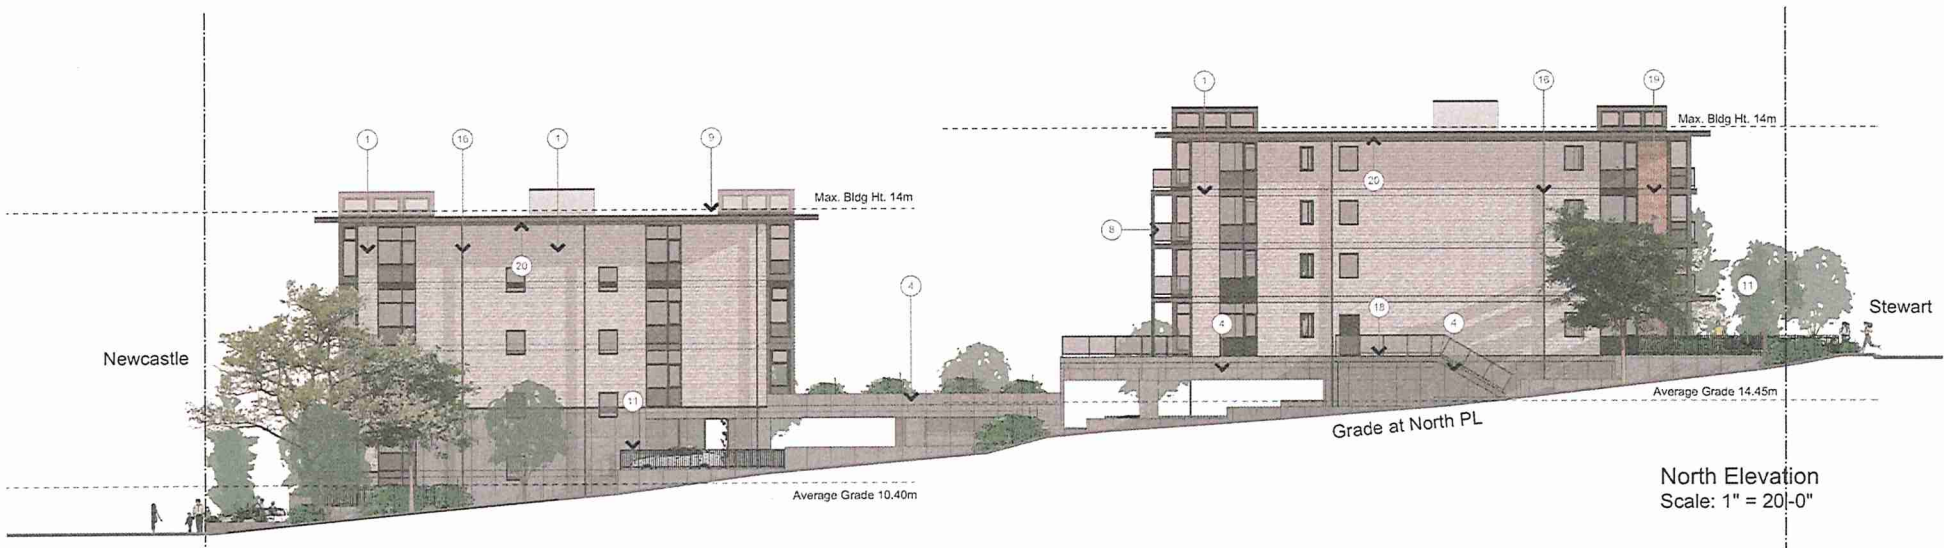 1
16
19
Max. Bldg Ht. 14m
1
16
1
9
20
Max. Bldg Ht. 14m
8
20
4
11
18
4
4
Stewart
Newcastle
11
Average Grade 14.45m
Grade at North PL
North Elevation
Average Grade 10.40m
Scale: 1" = 20'-0"